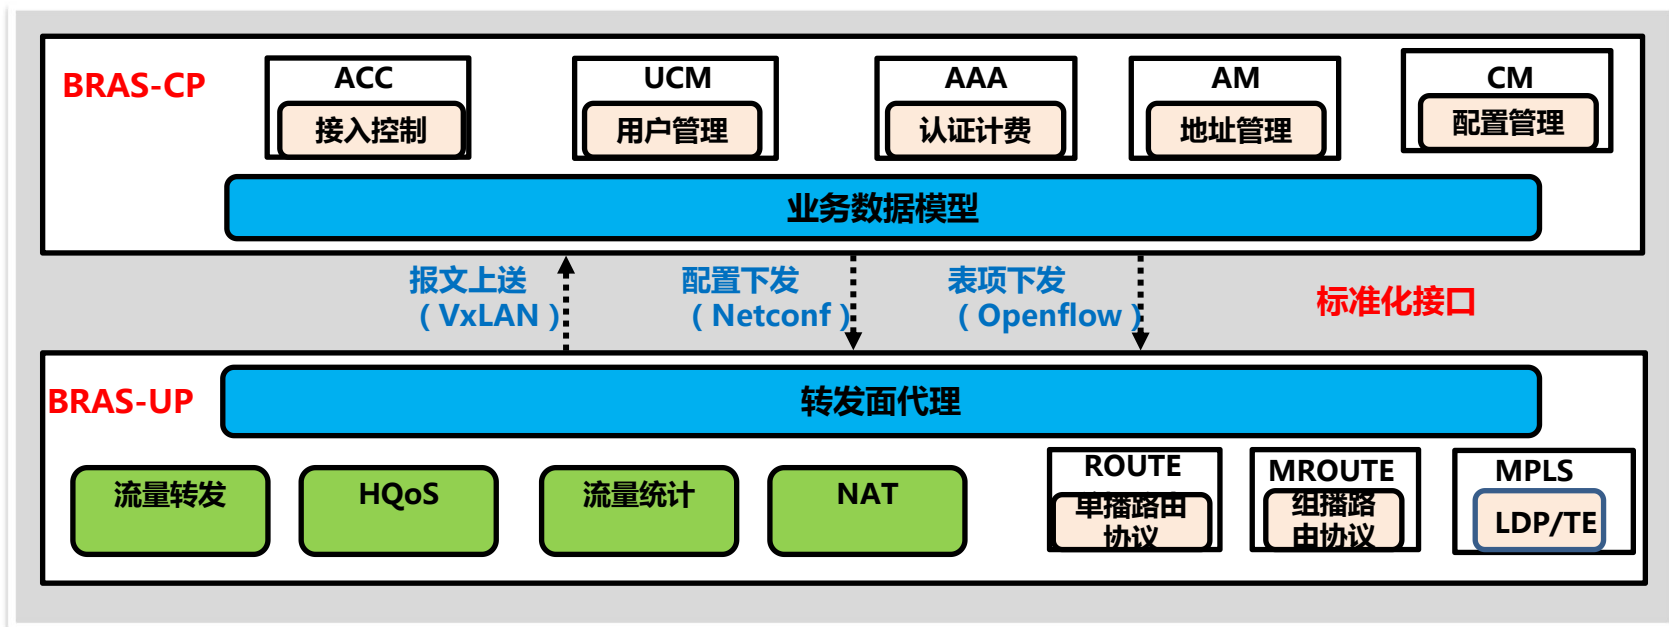 BRAS-CP
ACC
接入控制
UCM
用户管理
AAA
认证计费
AM
地址管理
CM
配置管理
业务数据模型
报文上送
（VxLAN）
配置下发
（Netconf）
表项下发
（Openflow）
标准化接口
BRAS-UP
转发面代理
流量转发
HQoS
流量统计
NAT
ROUTE
单播路由
协议
MROUTE
组播路
由协议
MPLS
LDP/TE